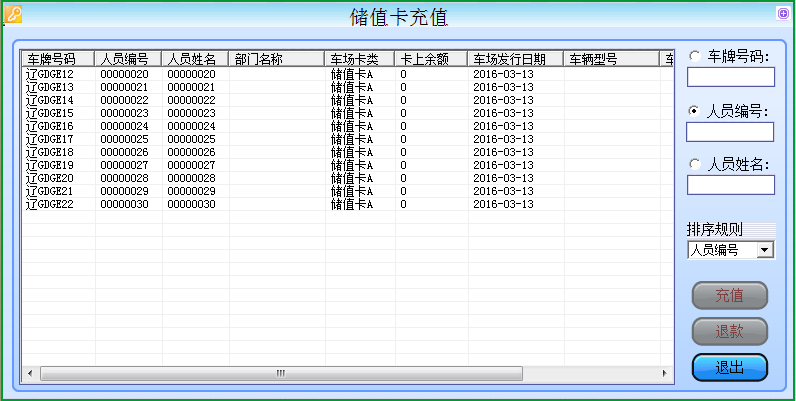 储值卡充值
车牌号码 人员编号 人员姓名 部门名称 车场卡类 卡上余额 车场发行日期 车辆型号 车
辽GDGE12 00000020 00000020 储值卡A 0 2016-03-13
辽GDGE13 00000021 00000021 储值卡A 0 2016-03-13
辽GDGE14 00000022 00000022 储值卡A 0 2016-03-13
辽GDGE15 00000023 00000023 储值卡A 0 2016-03-13
辽GDGE16 00000024 00000024 储值卡A 0 2016-03-13
辽GDGE17 00000025 00000025 储值卡A 0 2016-03-13
辽GDGE18 00000026 00000026 储值卡A 0 2016-03-13
辽GDGE19 00000027 00000027 储值卡A 0 2016-03-13
辽GDGE20 00000028 00000028 储值卡A 0 2016-03-13
辽GDGE21 00000029 00000029 储值卡A 0 2016-03-13
辽GDGE22 00000030 00000030 储值卡A 0 2016-03-13
车牌号码:
人员编号:
人员姓名:
排序规则
人员编号
充值
退款
退出